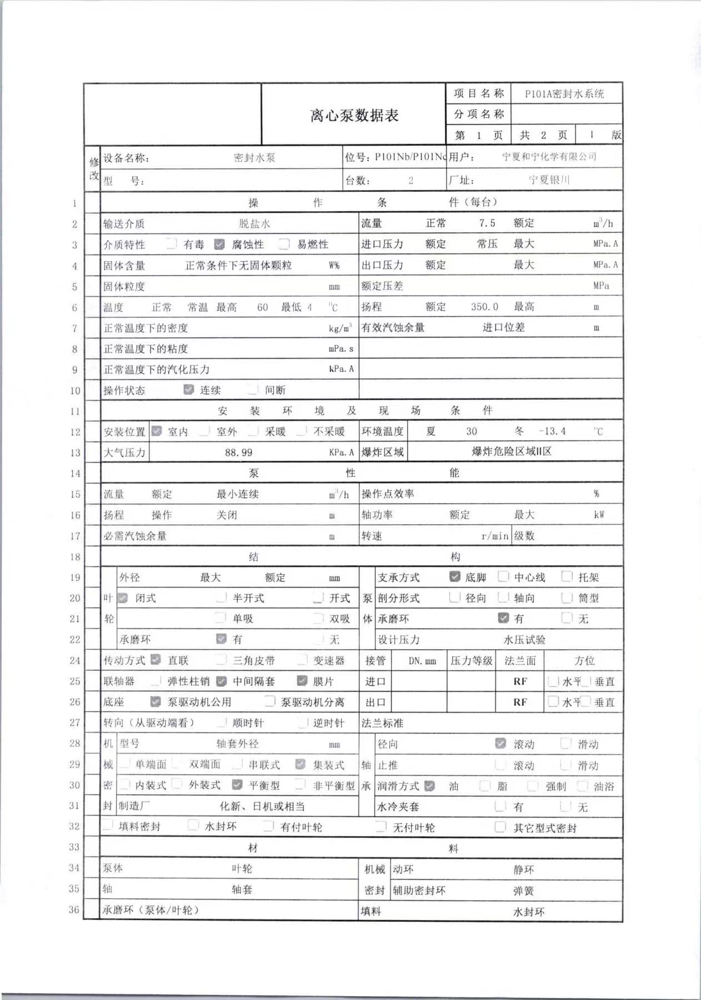 离心泵数据表
项目名称 P101A密封水系统
分项名称
第 1 页 共 2 页 1 版
修改
设备名称: 密封水泵 位号: P101Nb/P101Nc 用户: 宁夏和宁化学有限公司
型 号: 台数: 2 厂址: 宁夏银川
1 操 作 条 件(每台)
2 输送介质 脱盐水 流量 正常 7.5 额定 m³/h
3 介质特性 有毒 腐蚀性 易燃性 进口压力 额定 常压 最大 MPa.A
4 固体含量 正常条件下无固体颗粒 W% 出口压力 额定 最大 MPa.A
5 固体粒度 mm 额定压差 MPa
6 温度 正常 常温 最高 60 最低 4 ⁰C 扬程 额定 350.0 最高 m
7 正常温度下的密度 kg/m³ 有效汽蚀余量 进口位差 m
8 正常温度下的粘度 mPa.s
9 正常温度下的汽化压力 kPa.A
10 操作状态 连续 间断
11 安 装 环 境 及 现 场 条 件
12 安装位置 室内 室外 采暖 不采暖 环境温度 夏 30 冬 -13.4 ℃
13 大气压力 88.99 KPa.A 爆炸区域 爆炸危险区域II区
14 泵 性 能
15 流量 额定 最小连续 m³/h 操作点效率 %
16 扬程 操作 关闭 m 轴功率 额定 最大 kW
17 必需汽蚀余量 m 转速 r/min 级数
18 结 构
19 叶轮 外径 最大 额定 mm 泵体 支承方式 底脚 中心线 托架
20 闭式 半开式 开式 剖分形式 径向 轴向 筒型
21 单吸 双吸 承磨环 有 无
22 承磨环 有 无 设计压力 水压试验
24 传动方式 直联 三角皮带 变速器 接管 DN.mm 压力等级 法兰面 方位
25 联轴器 弹性柱销 中间隔套 膜片 进口 RF 水平 垂直
26 底座 泵驱动机公用 泵驱动机分离 出口 RF 水平 垂直
27 转向(从驱动端看) 顺时针 逆时针 法兰标准
28 机械密封 型号 轴套外径 mm 轴承 径向 滚动 滑动
29 单端面 双端面 串联式 集装式 止推 滚动 滑动
30 内装式 外装式 平衡型 非平衡型 润滑方式 油 脂 强制 油浴
31 制造厂 化新、日机或相当 水冷夹套 有 无
32 填料密封 水封环 有付叶轮 无付叶轮 其它型式密封
33 材 料
34 泵体 叶轮 机械密封 动环 静环
35 轴 轴套 辅助密封环 弹簧
36 承磨环(泵体/叶轮) 填料 水封环